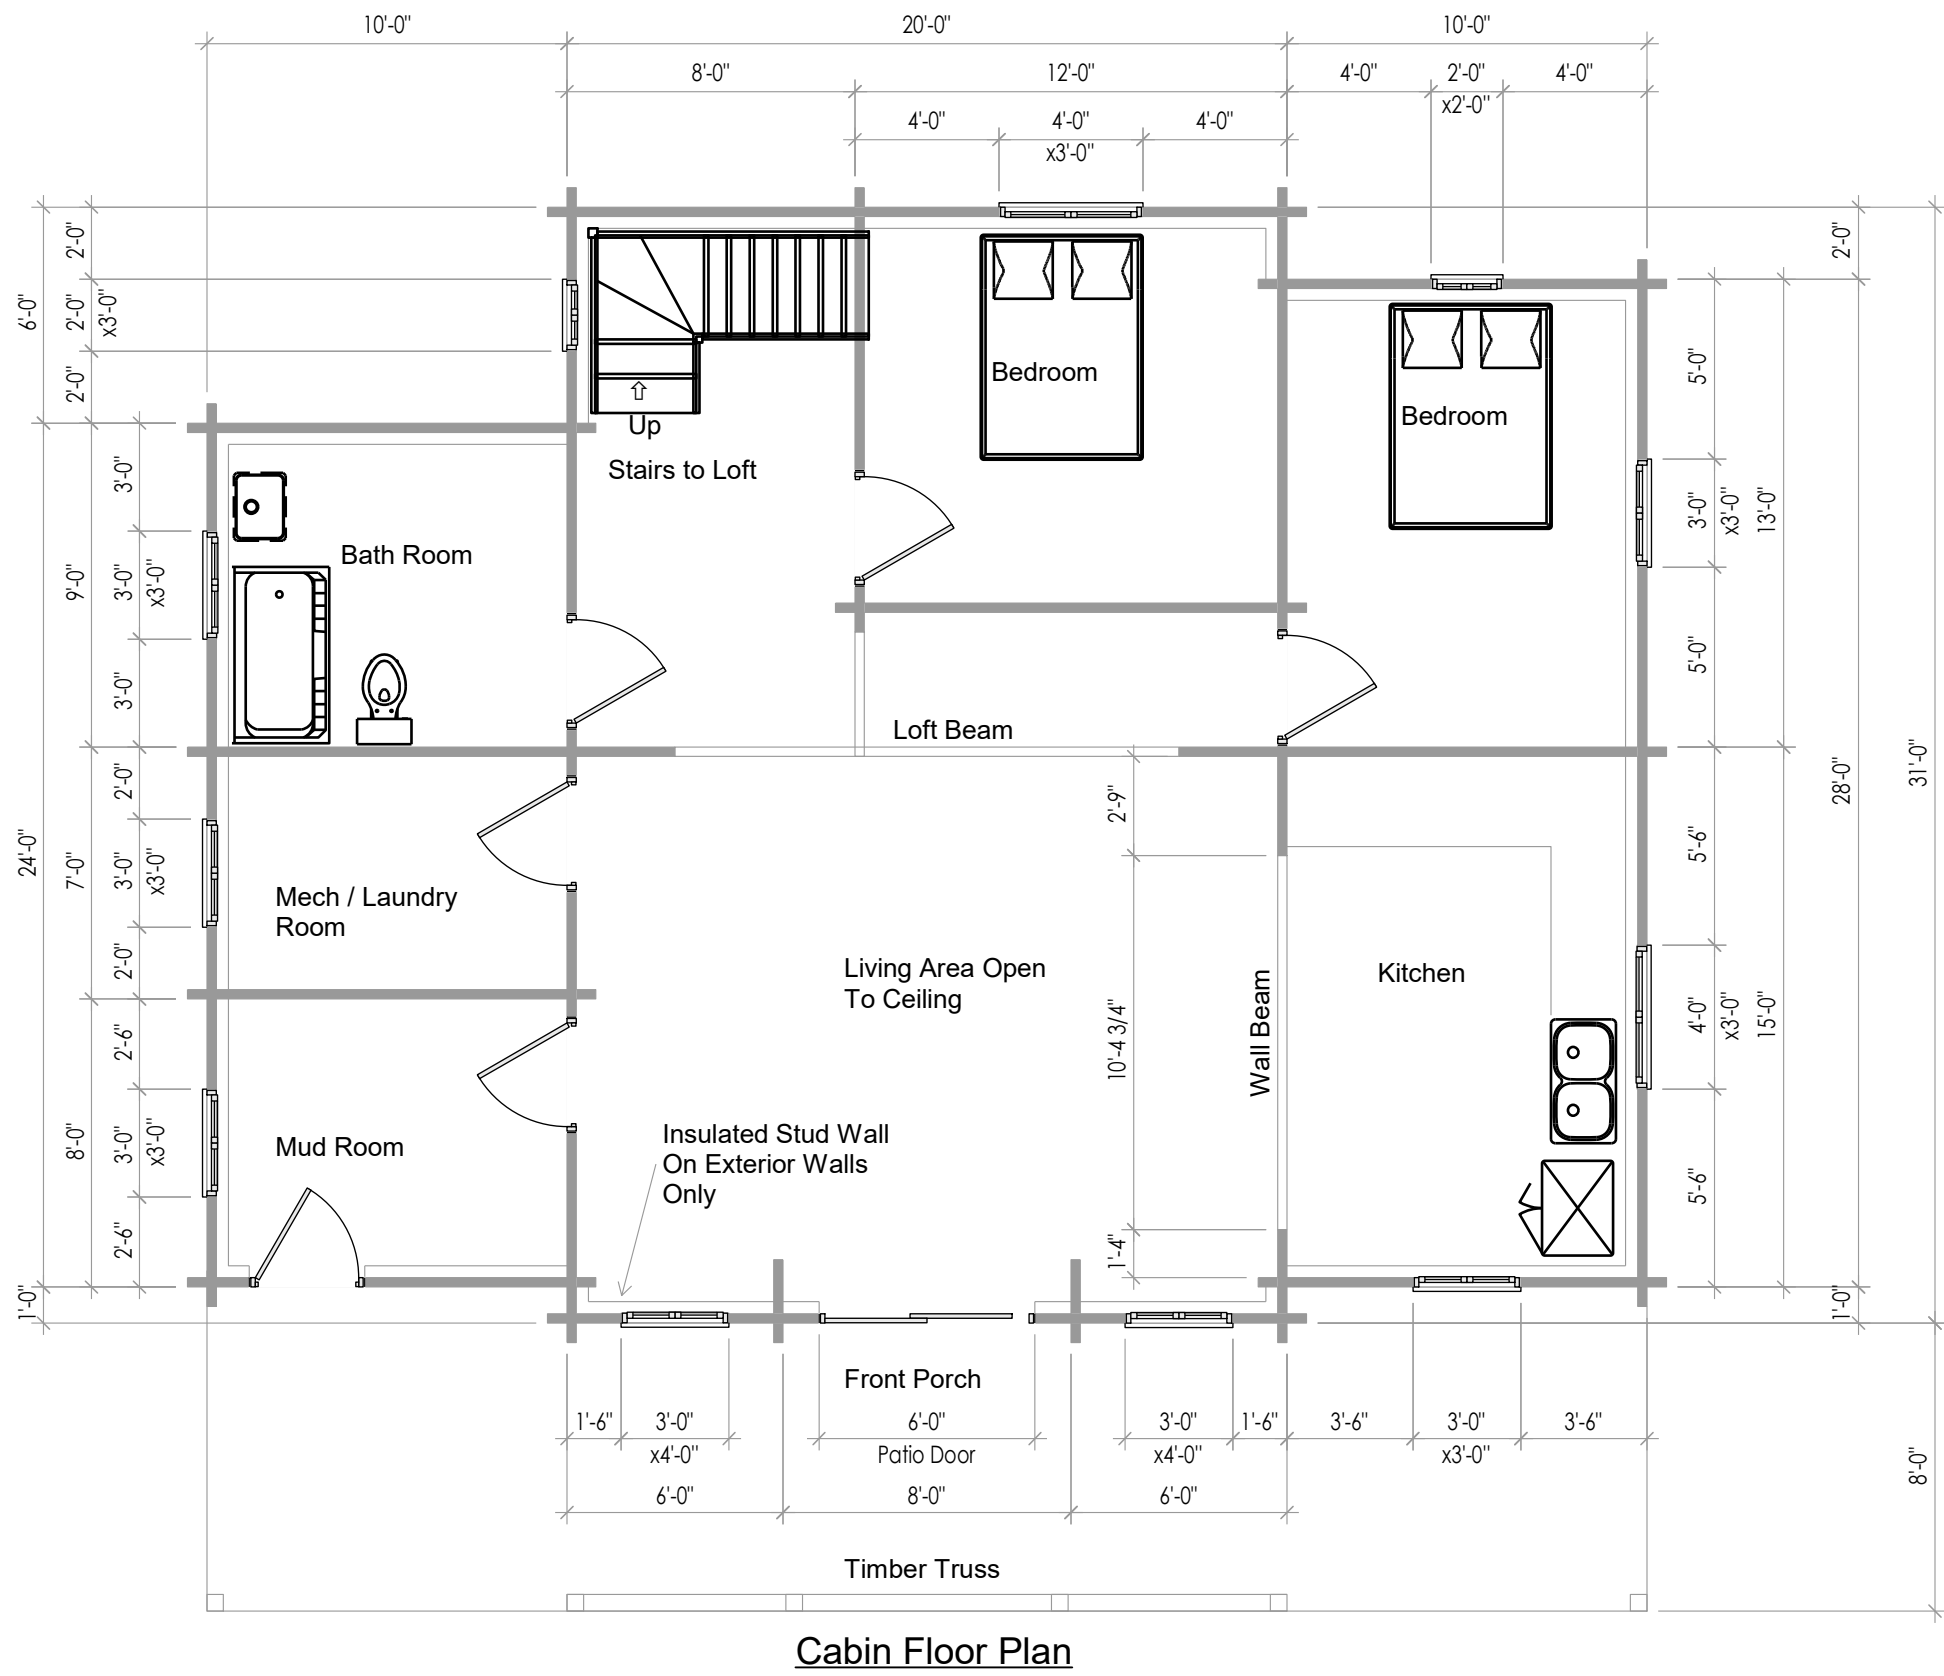 10'-0" 20'-0" 10'-0"
8'-0" 12'-0" 4'-0" 2'-0" 4'-0"
x2'-0"
4'-0" 4'-0" 4'-0"
x3'-0"
2'-0"
2'-0"
6'-0"
2'-0"
x3'-0"
2'-0"
Bedroom
Bedroom
Up
Stairs to Loft
5'-0"
3'-0"
x3'-0"
13'-0"
5'-0"
3'-0"
9'-0"
3'-0"
x3'-0"
3'-0"
Bath Room
Loft Beam
28'-0"
31'-0"
2'-0"
24'-0"
7'-0"
3'-0"
x3'-0"
2'-0"
Mech / Laundry
Room
2'-9"
5'-6"
Living Area Open
To Ceiling
Kitchen
Wall Beam
10'-4 3/4"
4'-0"
x3'-0"
15'-0"
2'-6"
8'-0"
3'-0"
x3'-0"
2'-6"
Mud Room
Insulated Stud Wall
On Exterior Walls
Only
5'-6"
1'-4"
1'-0"
1'-0"
Front Porch
1'-6" 3'-0" 6'-0" 3'-0" 1'-6" 3'-6" 3'-0" 3'-6"
x4'-0" Patio Door x4'-0" x3'-0"
6'-0" 8'-0" 6'-0"
8'-0"
Timber Truss
Cabin Floor Plan